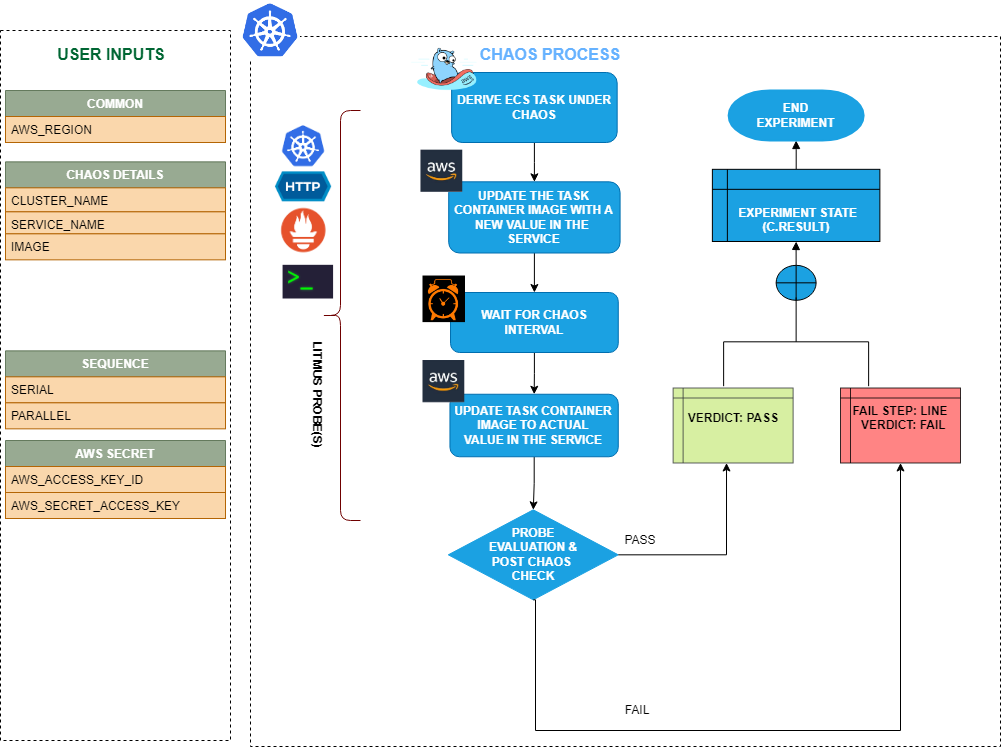 USER INPUTS
COMMON
AWS_REGION
CHAOS DETAILS
CLUSTER_NAME
SERVICE_NAME
IMAGE
SEQUENCE
SERIAL
PARALLEL
AWS SECRET
AWS_ACCESS_KEY_ID
AWS_SECRET_ACCESS_KEY
CHAOS PROCESS
HTTP
>_
LITMUS PROBE(S)
DERIVE ECS TASK UNDER
CHAOS
aws
UPDATE THE TASK
CONTAINER IMAGE WITH A
NEW VALUE IN THE
SERVICE
WAIT FOR CHAOS
INTERVAL
aws
UPDATE TASK CONTAINER
IMAGE TO ACTUAL
VALUE IN THE SERVICE
PROBE
EVALUATION &
POST CHAOS
CHECK
PASS
FAIL
VERDICT: PASS
FAIL STEP: LINE
VERDICT: FAIL
EXPERIMENT STATE
(C.RESULT)
END
EXPERIMENT